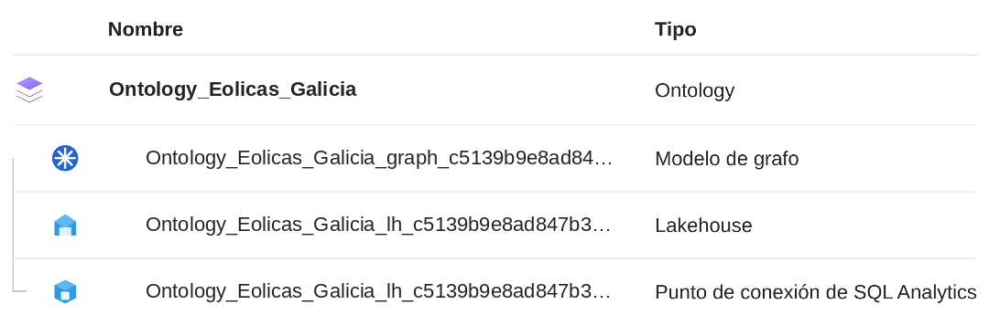 Nombre Tipo
Ontology_Eolicas_Galicia Ontology
Ontology_Eolicas_Galicia_graph_c5139b9e8ad84… Modelo de grafo
Ontology_Eolicas_Galicia_lh_c5139b9e8ad847b3… Lakehouse
Ontology_Eolicas_Galicia_lh_c5139b9e8ad847b3… Punto de conexión de SQL Analytics